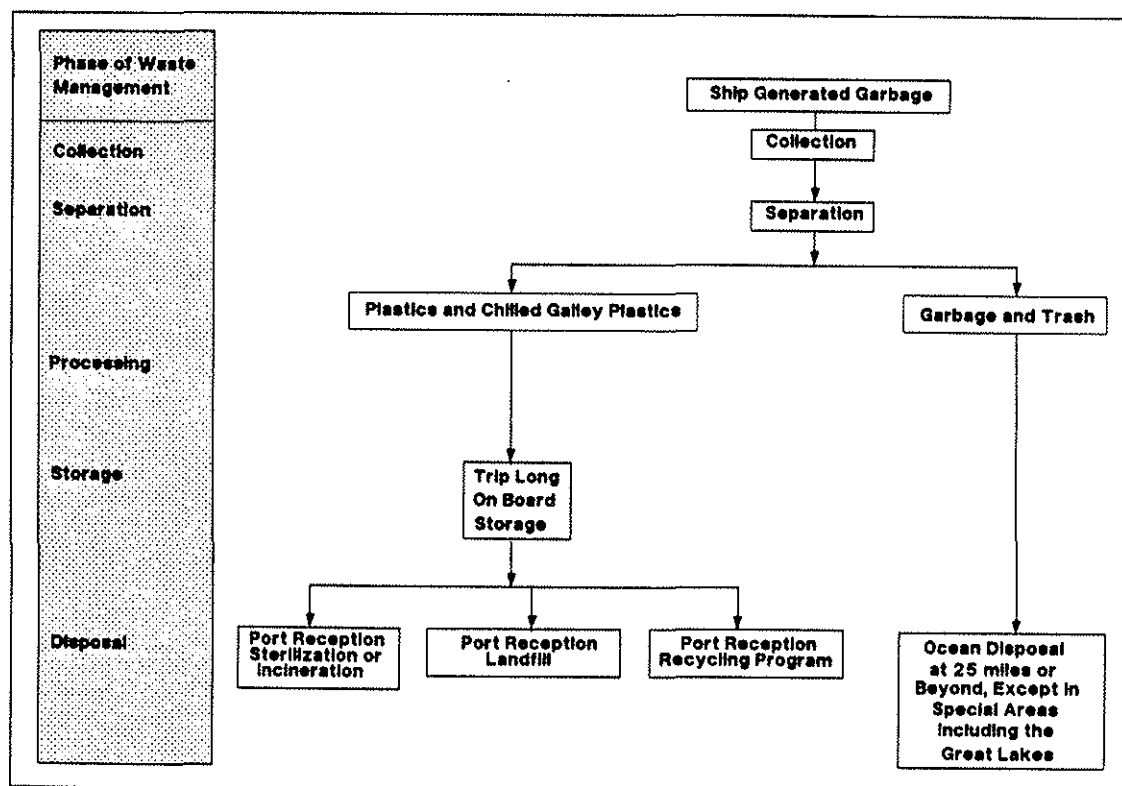 Phase of Waste
Management
Collection
Separation
Processing
Storage
Disposal
Ship Generated Garbage
Collection
Separation
Plastics and Chilled Galley Plastics
Garbage and Trash
Trip Long
On Board
Storage
Port Reception
Sterilization or
Incineration
Port Reception
Landfill
Port Reception
Recycling Program
Ocean Disposal
at 25 miles or
Beyond, Except in
Special Areas
Including the
Great Lakes